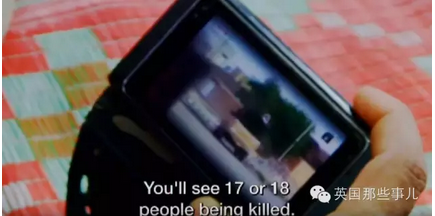 You'll see 17 or 18
people being killed.
英国那些事儿